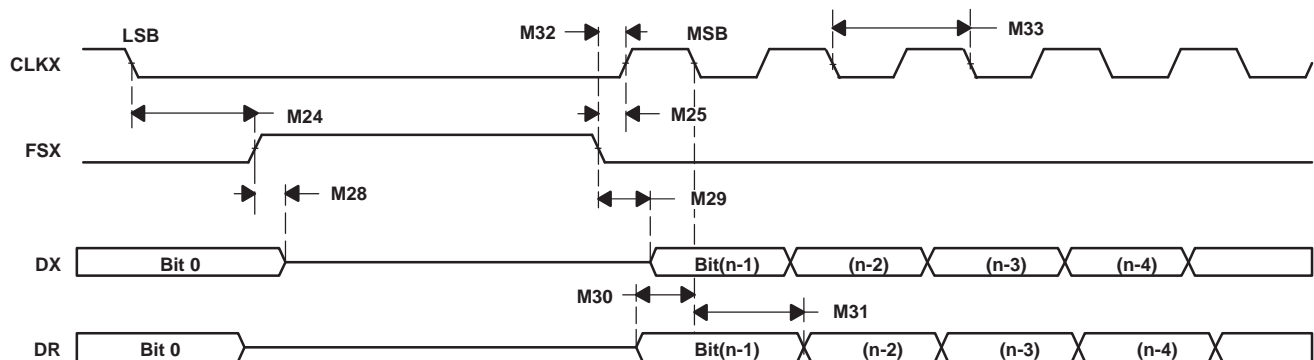 LSB
M32
MSB
M33
CLKX
M24
M25
FSX
M28
M29
DX
Bit 0
Bit(n-1)
(n-2)
(n-3)
(n-4)
M30
M31
DR
Bit 0
Bit(n-1)
(n-2)
(n-3)
(n-4)